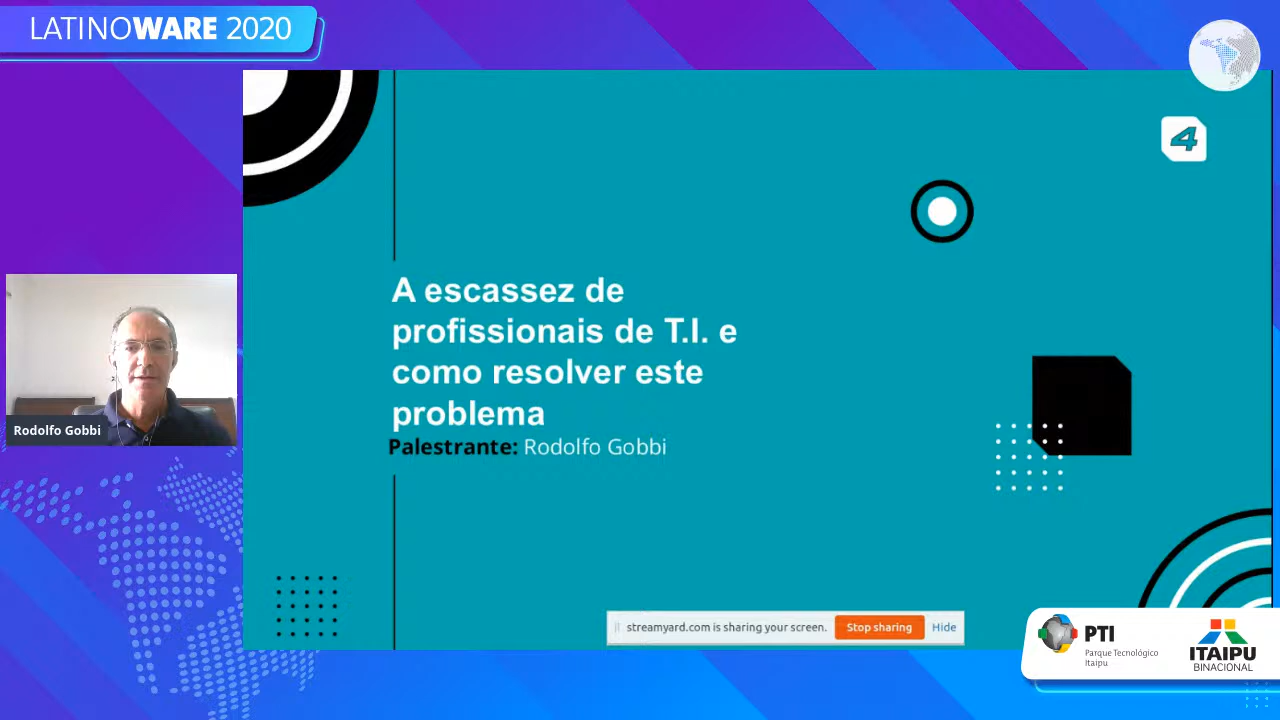 LATINOWARE 2020
4
A escassez de
profissionais de T.I. e
como resolver este
problema
Palestrante: Rodolfo Gobbi
Rodolfo Gobbi
streamyard.com is sharing your screen. Stop sharing Hide
PTI
Parque Tecnológico
Itaipu
ITAIPU
BINACIONAL